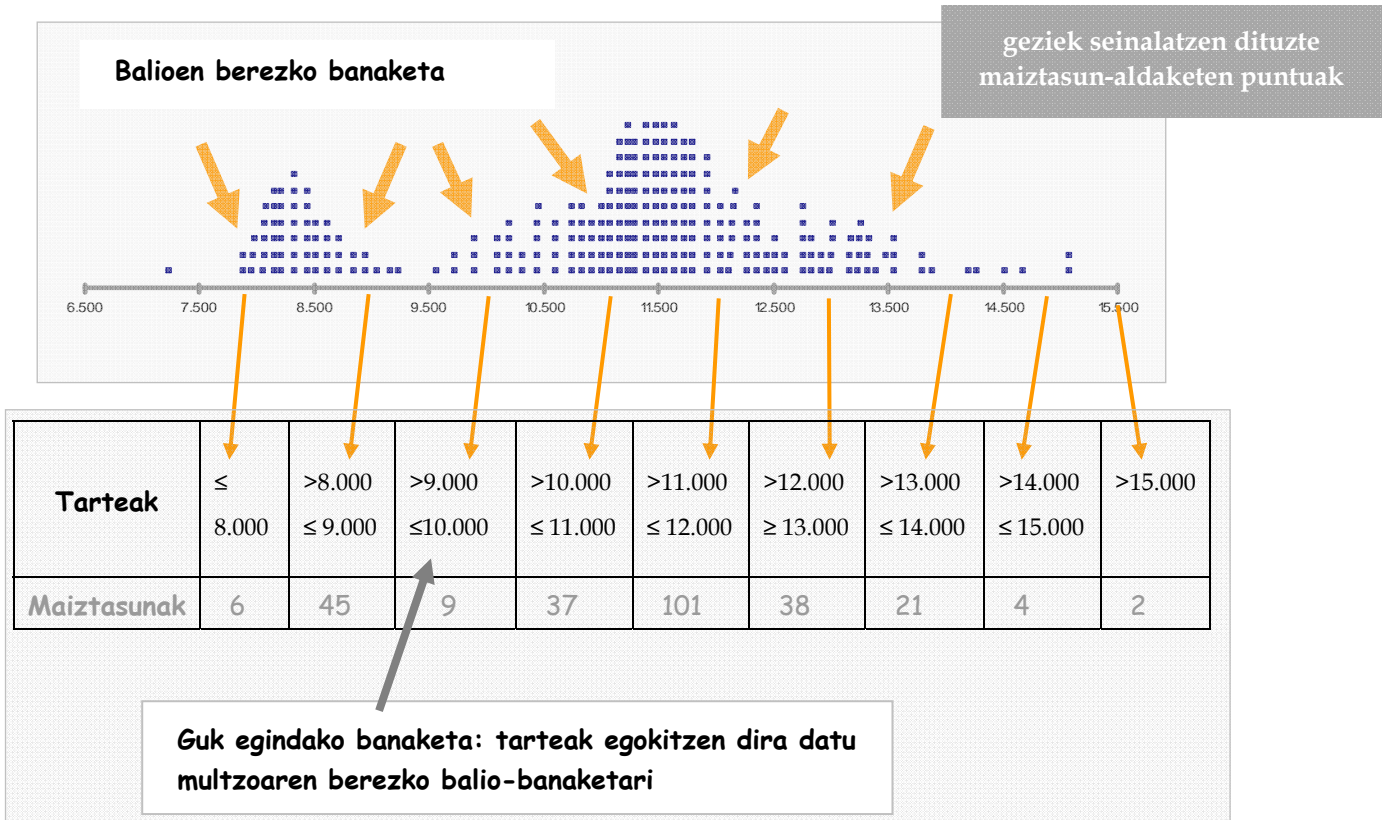 geziek seinalatzen dituzte
maiztasun-aldaketen puntuak
Balioen berezko banaketa
6.500 7.500 8.500 9.500 10.500 11.500 12.500 13.500 14.500 15.500
Tarteak
≤
8.000
>8.000
≤ 9.000
>9.000
≤10.000
>10.000
≤ 11.000
>11.000
≤ 12.000
>12.000
≥ 13.000
>13.000
≤ 14.000
>14.000
≤ 15.000
>15.000
Maiztasunak 6 45 9 37 101 38 21 4 2
Guk egindako banaketa: tarteak egokitzen dira datu
multzoaren berezko balio-banaketari